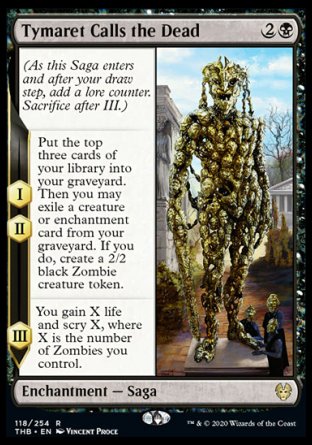 Tymaret Calls the Dead 2
(As this Saga enters
and after your draw
step, add a lore counter.
Sacrifice after III.)
I
II
Put the top
three cards of
your library into
your graveyard.
Then you may
exile a creature
or enchantment
card from your
graveyard. If you
do, create a 2/2
black Zombie
creature token.
III
You gain X life
and scry X, where
X is the number
of Zombies you
control.
Enchantment — Saga
118/254 R
THB • EN VINCENT PROCE
™ & © 2020 Wizards of the Coast